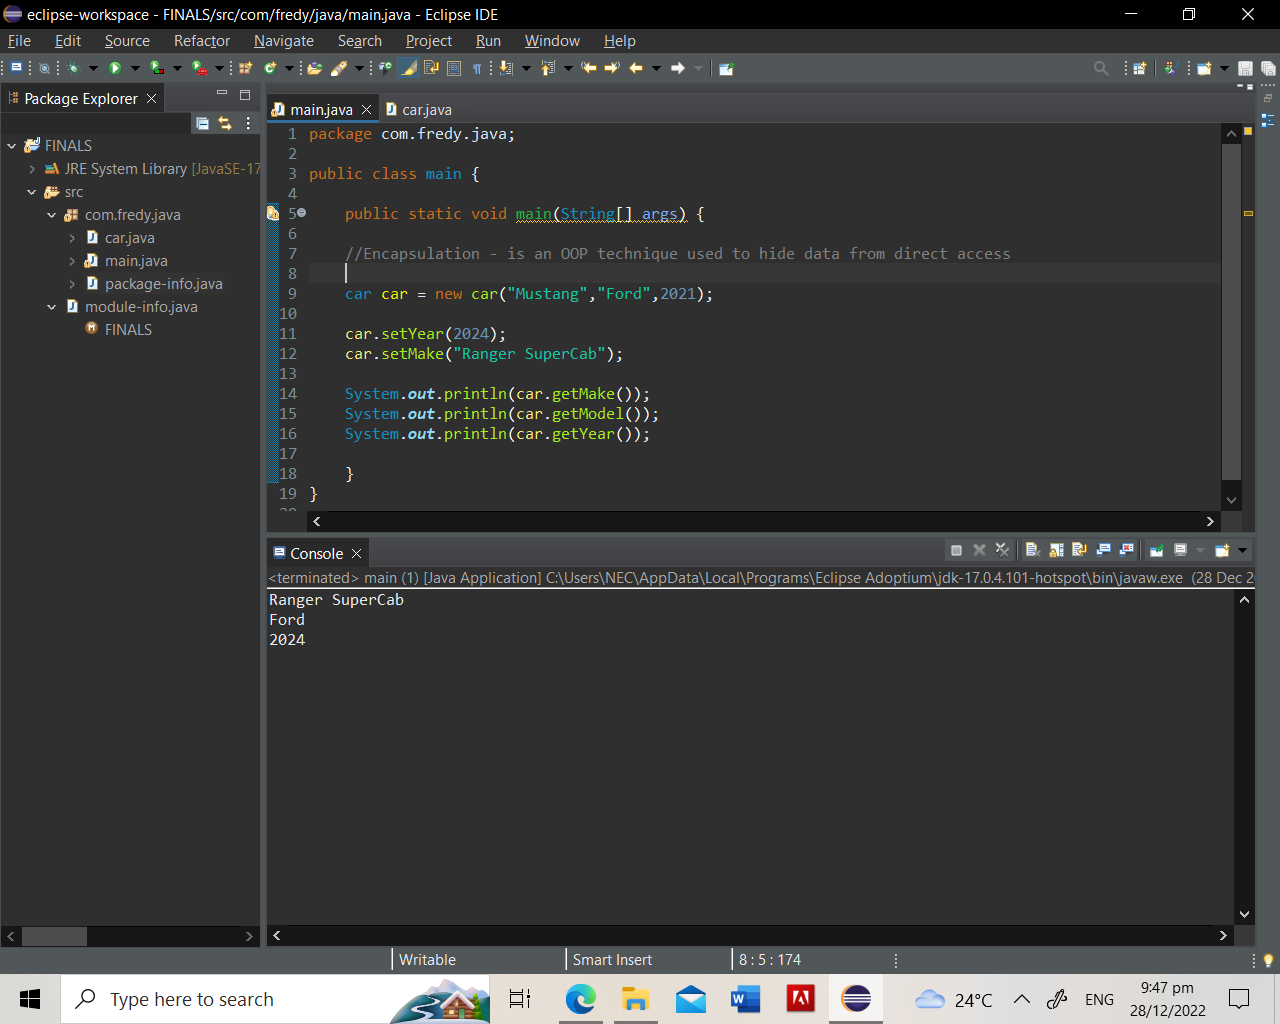 eclipse-workspace - FINALS/src/com/fredy/java/main.java - Eclipse IDE
File Edit Source Refactor Navigate Search Project Run Window Help
Package Explorer
FINALS
JRE System Library [JavaSE-17
src
com.fredy.java
car.java
main.java
package-info.java
module-info.java
FINALS
main.java car.java
1 package com.fredy.java;
2
3 public class main {
4
5 public static void main(String[] args) {
6
7 //Encapsulation - is an OOP technique used to hide data from direct access
8
9 car car = new car("Mustang","Ford",2021);
10
11 car.setYear(2024);
12 car.setMake("Ranger SuperCab");
13
14 System.out.println(car.getMake());
15 System.out.println(car.getModel());
16 System.out.println(car.getYear());
17
18 }
19 }
20
Console
<terminated> main (1) [Java Application] C:\Users\NEC\AppData\Local\Programs\Eclipse Adoptium\jdk-17.0.4.101-hotspot\bin\javaw.exe (28 Dec 2
Ranger SuperCab
Ford
2024
Writable Smart Insert 8 : 5 : 174
Type here to search
24°C ENG
9:47 pm
28/12/2022